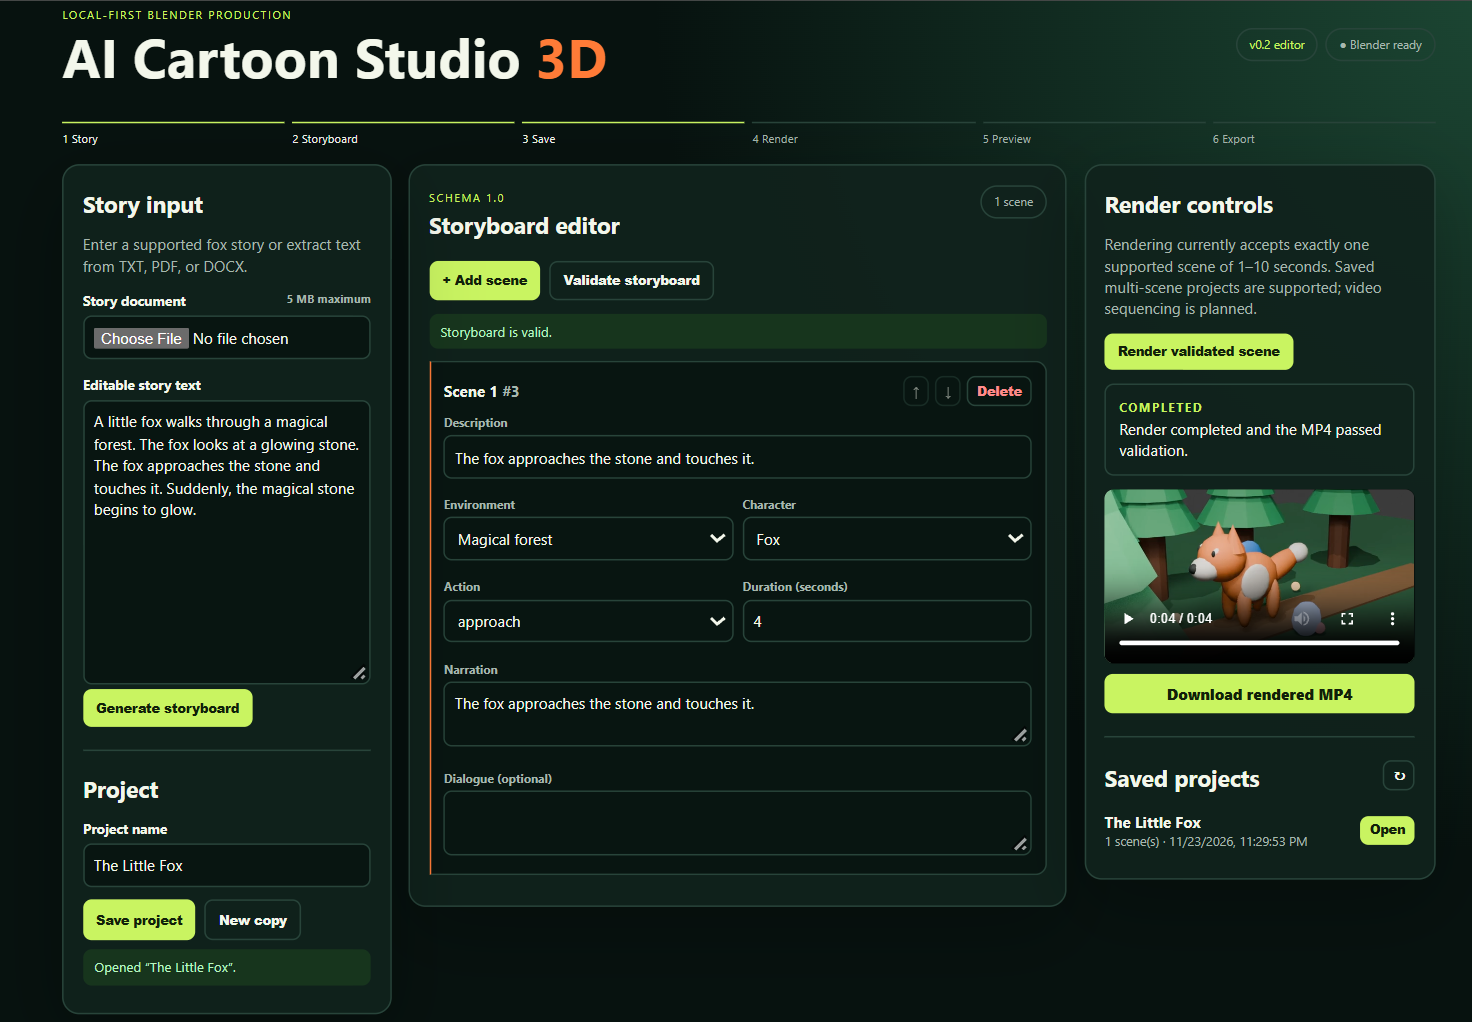 LOCAL-FIRST BLENDER PRODUCTION
AI Cartoon Studio 3D
v0.2 editor
● Blender ready
1 Story
2 Storyboard
3 Save
4 Render
5 Preview
6 Export
Story input
Enter a supported fox story or extract text
from TXT, PDF, or DOCX.
Story document
5 MB maximum
Choose File No file chosen
Editable story text
A little fox walks through a magical
forest. The fox looks at a glowing stone.
The fox approaches the stone and
touches it. Suddenly, the magical stone
begins to glow.
Generate storyboard
Project
Project name
The Little Fox
Save project
New copy
Opened “The Little Fox”.
SCHEMA 1.0
Storyboard editor
1 scene
+ Add scene
Validate storyboard
Storyboard is valid.
Scene 1 #3
↑
↓
Delete
Description
The fox approaches the stone and touches it.
Environment
Character
Magical forest
Fox
Action
Duration (seconds)
approach
4
Narration
The fox approaches the stone and touches it.
Dialogue (optional)
Render controls
Rendering currently accepts exactly one
supported scene of 1–10 seconds. Saved
multi-scene projects are supported; video
sequencing is planned.
Render validated scene
COMPLETED
Render completed and the MP4 passed
validation.
0:04 / 0:04
Download rendered MP4
Saved projects
↻
The Little Fox
1 scene(s) · 11/23/2026, 11:29:53 PM
Open